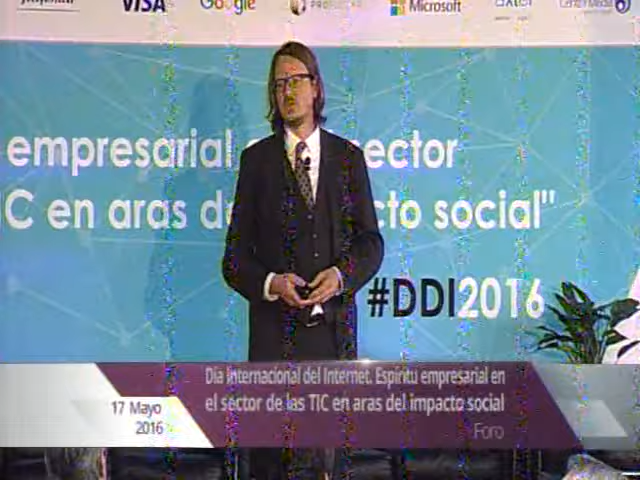 VISA
Google
Microsoft
empresarial
ector
IC en aras d
cto social"
#DDI2016
17 Mayo
2016
Dia Internacional del Internet. Espíritu empresarial en
el sector de las TIC en aras del impacto social
Foro